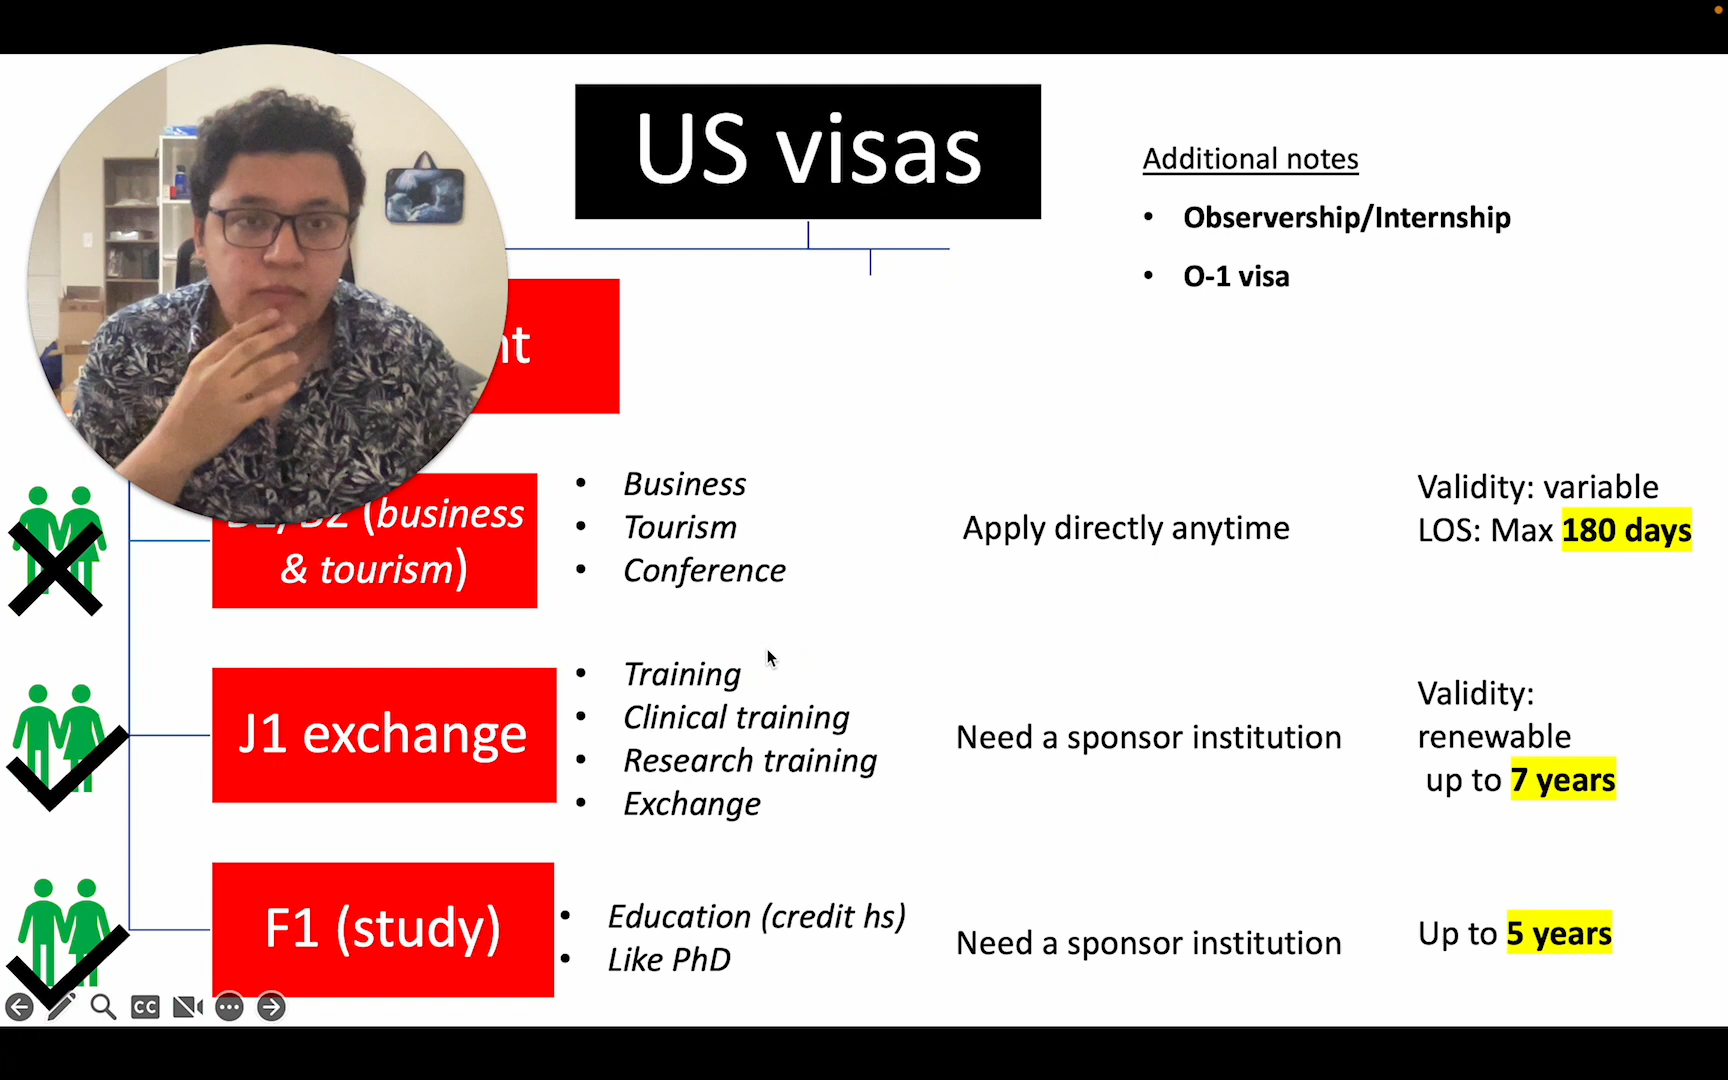 US visas
Additional notes
• Observership/Internship
• O-1 visa
(business
& tourism)
• Business
• Tourism
• Conference
Apply directly anytime
Validity: variable
LOS: Max 180 days
J1 exchange
• Training
• Clinical training
• Research training
• Exchange
Need a sponsor institution
Validity:
renewable
up to 7 years
F1 (study)
• Education (credit hs)
• Like PhD
Need a sponsor institution
Up to 5 years
CC